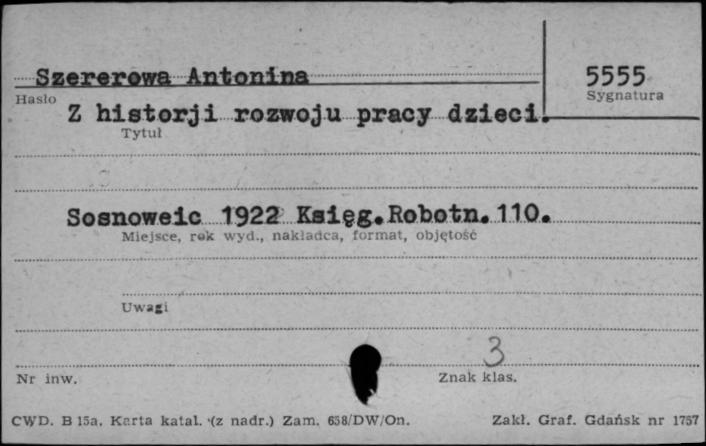 Szererowa Antonina
5555
Hasło
Sygnatura
Z historji rozwoju pracy dzieci.
Tytuł
Sosnoweic 1922 Księg.Robotn.110.
Miejsce, rok wyd., nakładca, format, objętość
Uwagi
3
Nr inw.
Znak klas.
CWD. B 15a. Karta katal. (z nadr.) Zam. 658/DW/On.
Zakł. Graf. Gdańsk nr 1757